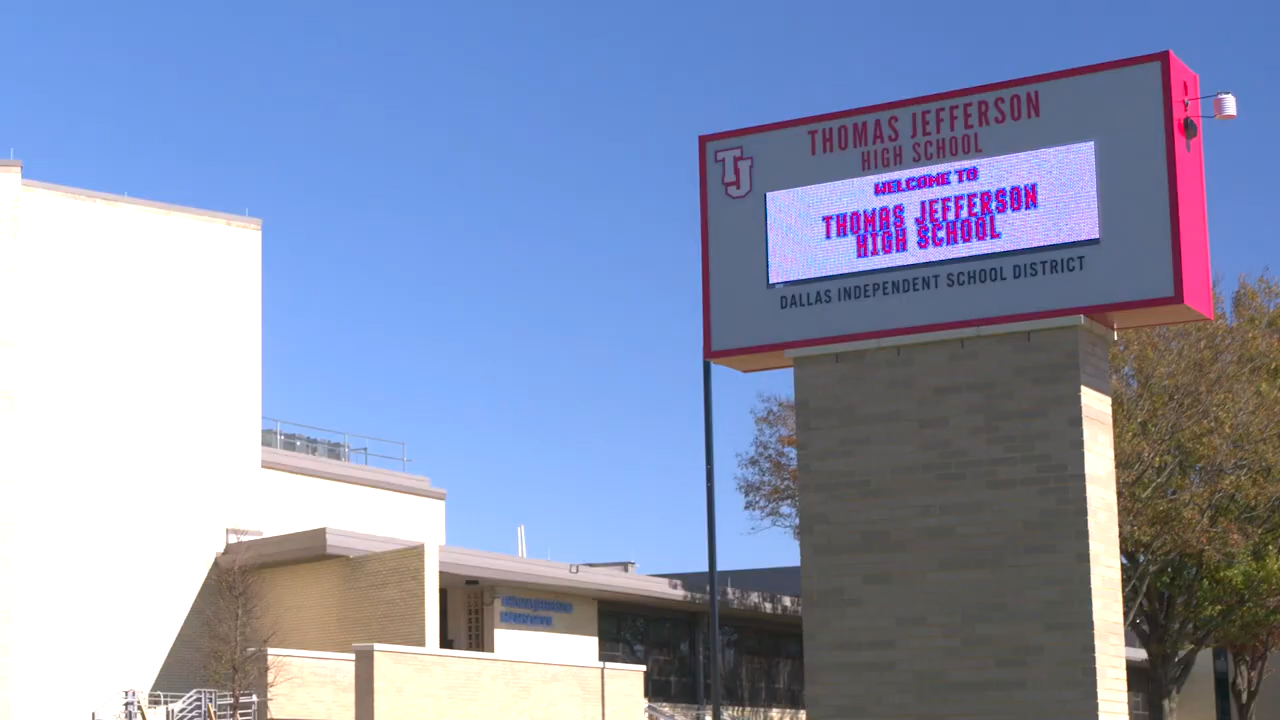 THOMAS JEFFERSON
HIGH SCHOOL
TJ
WELCOME TO
THOMAS JEFFERSON
HIGH SCHOOL
DALLAS INDEPENDENT SCHOOL DISTRICT